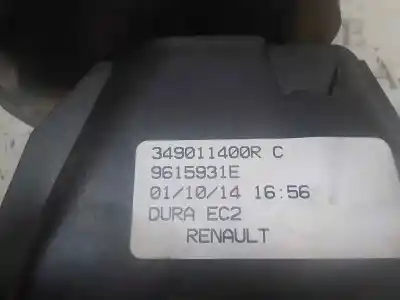 349011400R C
9615931E
01/10/14 16:56
DURA EC2
RENAULT